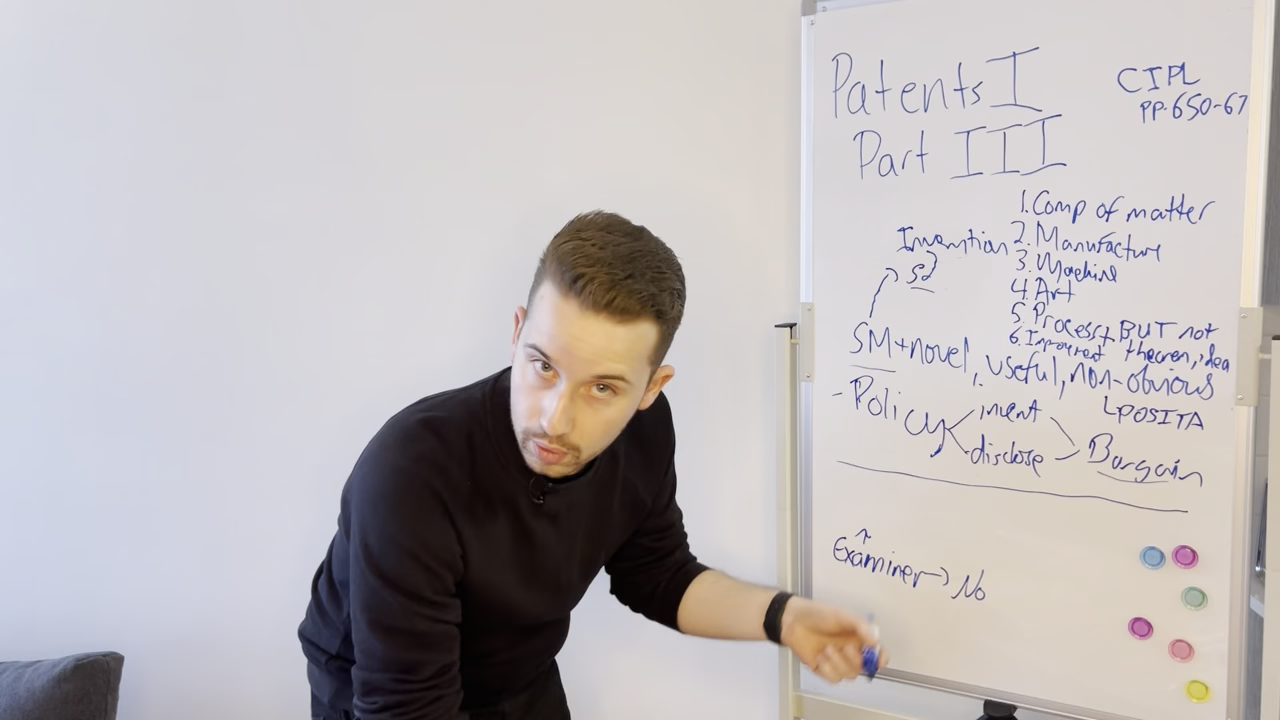 Patents I
Part III
CIPL
pp. 650-67
1. Comp of matter
Invention 2. Manufacture
s2 3. Machine
4. Art
5. Process + BUT not
6. Improvement theorem, idea
SM + novel, useful, non-obvious
- Policy invent
LPOSITA
disclose Bargain
Examiner → No